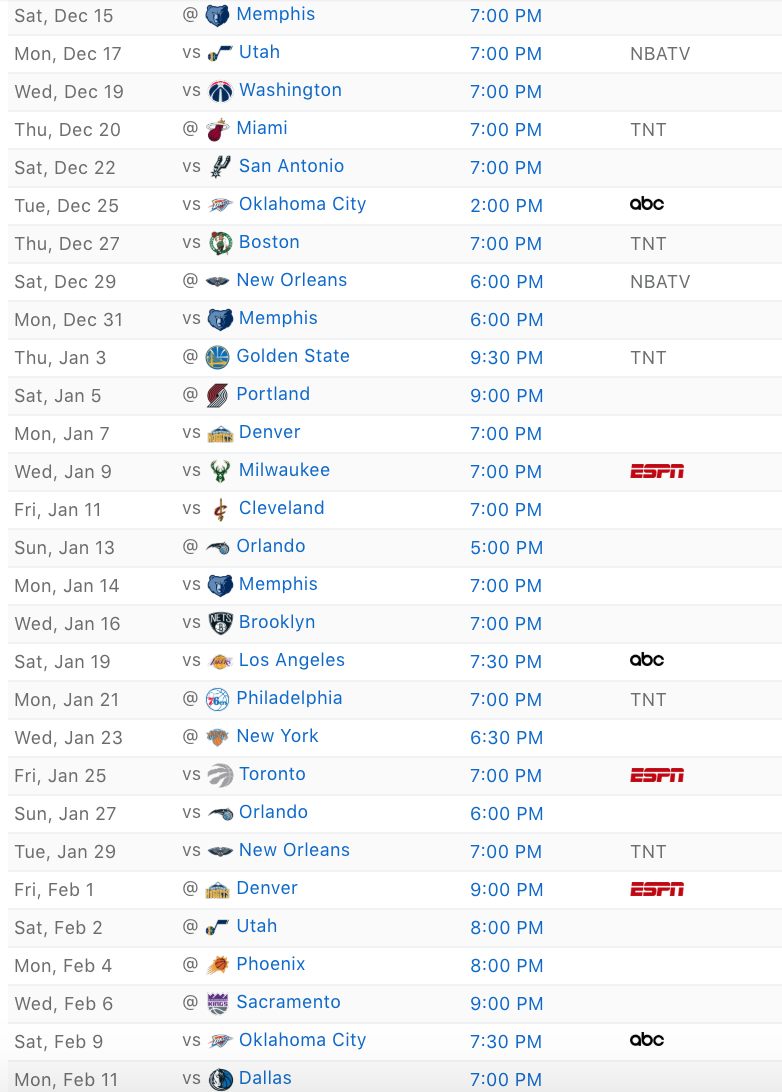 Sat, Dec 15 @ Memphis 7:00 PM
Mon, Dec 17 vs Utah 7:00 PM NBATV
Wed, Dec 19 vs Washington 7:00 PM
Thu, Dec 20 @ Miami 7:00 PM TNT
Sat, Dec 22 vs San Antonio 7:00 PM
Tue, Dec 25 vs Oklahoma City 2:00 PM abc
Thu, Dec 27 vs Boston 7:00 PM TNT
Sat, Dec 29 @ New Orleans 6:00 PM NBATV
Mon, Dec 31 vs Memphis 6:00 PM
Thu, Jan 3 @ Golden State 9:30 PM TNT
Sat, Jan 5 @ Portland 9:00 PM
Mon, Jan 7 vs Denver 7:00 PM
Wed, Jan 9 vs Milwaukee 7:00 PM ESPN
Fri, Jan 11 vs Cleveland 7:00 PM
Sun, Jan 13 @ Orlando 5:00 PM
Mon, Jan 14 vs Memphis 7:00 PM
Wed, Jan 16 vs NETS Brooklyn 7:00 PM
Sat, Jan 19 vs LAKERS Los Angeles 7:30 PM abc
Mon, Jan 21 @ 76ers Philadelphia 7:00 PM TNT
Wed, Jan 23 @ New York 6:30 PM
Fri, Jan 25 vs Toronto 7:00 PM ESPN
Sun, Jan 27 vs Orlando 6:00 PM
Tue, Jan 29 vs New Orleans 7:00 PM TNT
Fri, Feb 1 @ Denver 9:00 PM ESPN
Sat, Feb 2 @ Utah 8:00 PM
Mon, Feb 4 @ Phoenix 8:00 PM
Wed, Feb 6 @ KINGS Sacramento 9:00 PM
Sat, Feb 9 vs Oklahoma City 7:30 PM abc
Mon, Feb 11 vs Dallas 7:00 PM